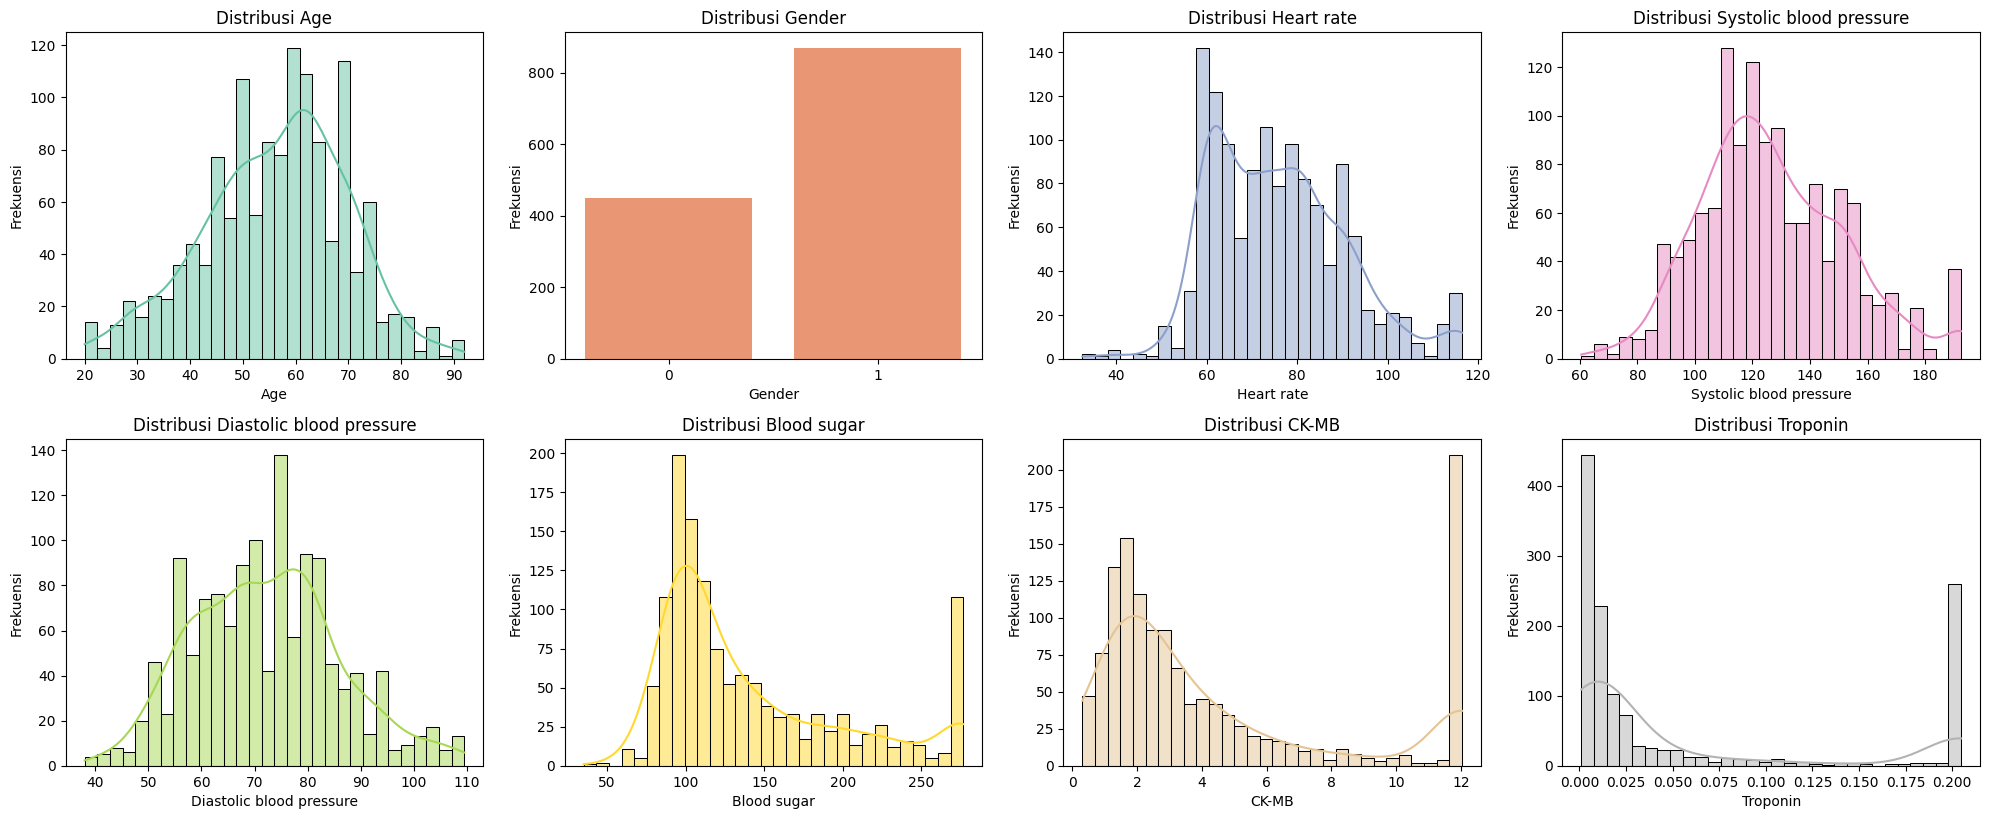 Distribusi Age
120
100
80
60
40
20
0
Frekuensi
20 30 40 50 60 70 80 90
Age
Distribusi Gender
800
600
400
200
0
Frekuensi
0 1
Gender
Distribusi Heart rate
140
120
100
80
60
40
20
0
Frekuensi
40 60 80 100 120
Heart rate
Distribusi Systolic blood pressure
120
100
80
60
40
20
0
Frekuensi
60 80 100 120 140 160 180
Systolic blood pressure
Distribusi Diastolic blood pressure
140
120
100
80
60
40
20
0
Frekuensi
40 50 60 70 80 90 100 110
Diastolic blood pressure
Distribusi Blood sugar
200
175
150
125
100
75
50
25
0
Frekuensi
50 100 150 200 250
Blood sugar
Distribusi CK-MB
200
175
150
125
100
75
50
25
0
Frekuensi
0 2 4 6 8 10 12
CK-MB
Distribusi Troponin
400
300
200
100
0
Frekuensi
0.000 0.025 0.050 0.075 0.100 0.125 0.150 0.175 0.200
Troponin